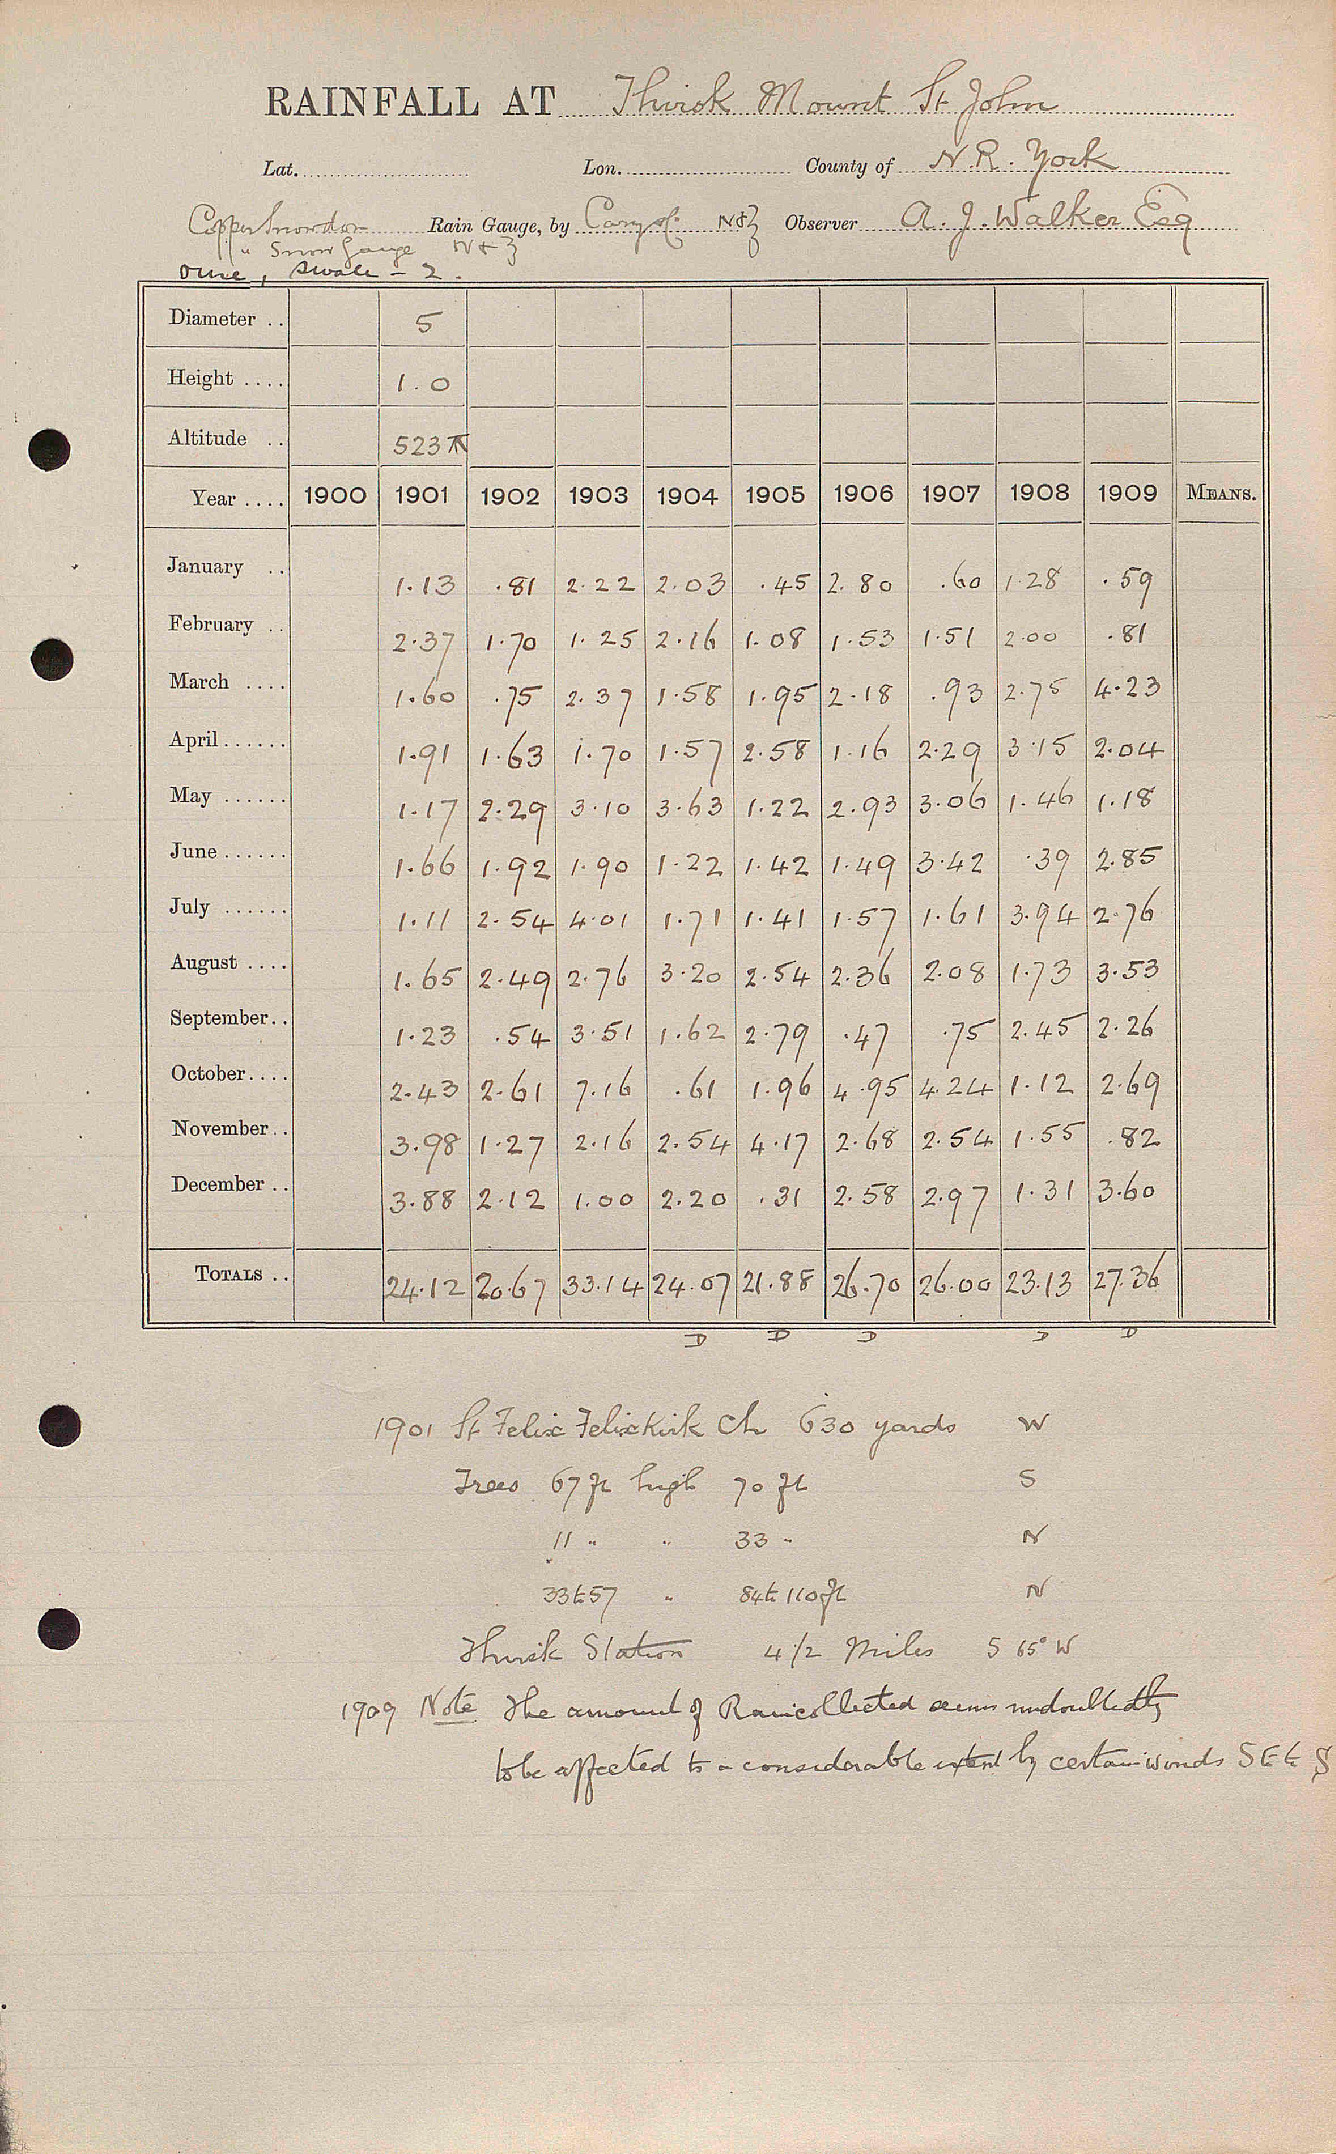 RAINFALL AT Thirsk Mount St John
Lat. Lon. County of N.R. York
Copper Snowdon Rain Gauge, by Cary & Co. N&Z Observer A. J. Walker Esq
" Snow Gauge N & Z
Ouse, Swale - 2.
Diameter .. 5
Height .... 1.0
Altitude .. 523
Year .... 1900 1901 1902 1903 1904 1905 1906 1907 1908 1909 MEANS.
January .. 1.13 .81 2.22 2.03 .45 2.80 .60 1.28 .59
February .. 2.37 1.70 1.25 2.16 1.08 1.53 1.51 2.00 .81
March .... 1.60 .75 2.37 1.58 1.95 2.18 .93 2.75 4.23
April ...... 1.91 1.63 1.70 1.57 2.58 1.16 2.29 3.15 2.04
May ...... 1.17 2.29 3.10 3.63 1.22 2.93 3.06 1.46 1.18
June ...... 1.66 1.92 1.90 1.22 1.42 1.49 3.42 .39 2.85
July ...... 1.11 2.54 4.01 1.71 1.41 1.57 1.61 3.94 2.76
August .... 1.65 2.49 2.76 3.20 2.54 2.36 2.08 1.73 3.53
September.. 1.23 .54 3.51 1.62 2.79 .47 .75 2.45 2.26
October.... 2.43 2.61 7.16 .61 1.96 4.95 4.24 1.12 2.69
November.. 3.98 1.27 2.16 2.54 4.17 2.68 2.54 1.55 .82
December .. 3.88 2.12 1.00 2.20 .31 2.58 2.97 1.31 3.60
TOTALS .. 24.12 20.67 33.14 24.07 21.88 26.70 26.00 23.13 27.36
D D D D D
1901 St Felix Felixkirk Ch 630 yards W
Trees 67 ft high 70 ft S
11 " " 33 " N
33 to 57 " 84 to 110 ft N
Thirsk Station 4 1/2 Miles S 65° W
1909 Note The amount of Rain collected seems undoubtedly
to be affected to a considerable extent by certain winds SE to S